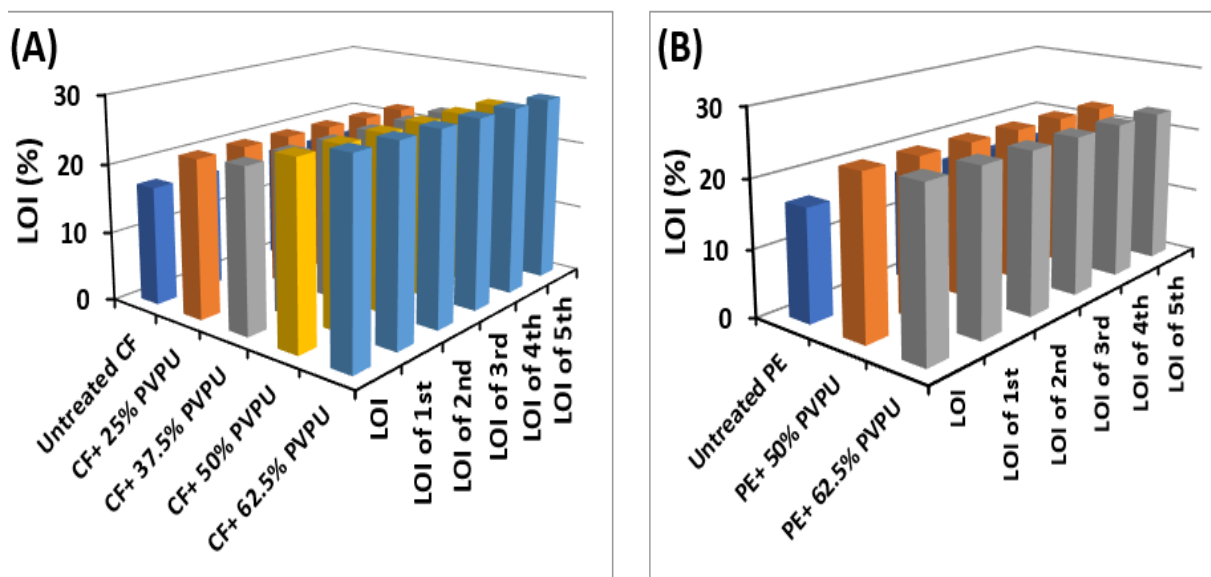 (A)
30
20
10
0
LOI (%)
Untreated CF
CF+ 25% PVPU
CF+ 37.5% PVPU
CF+ 50% PVPU
CF+ 62.5% PVPU
LOI
LOI of 1st
LOI of 2nd
LOI of 3rd
LOI of 4th
LOI of 5th
(B)
30
20
10
0
LOI (%)
Untreated PE
PE+ 50% PVPU
PE+ 62.5% PVPU
LOI
LOI of 1st
LOI of 2nd
LOI of 3rd
LOI of 4th
LOI of 5th